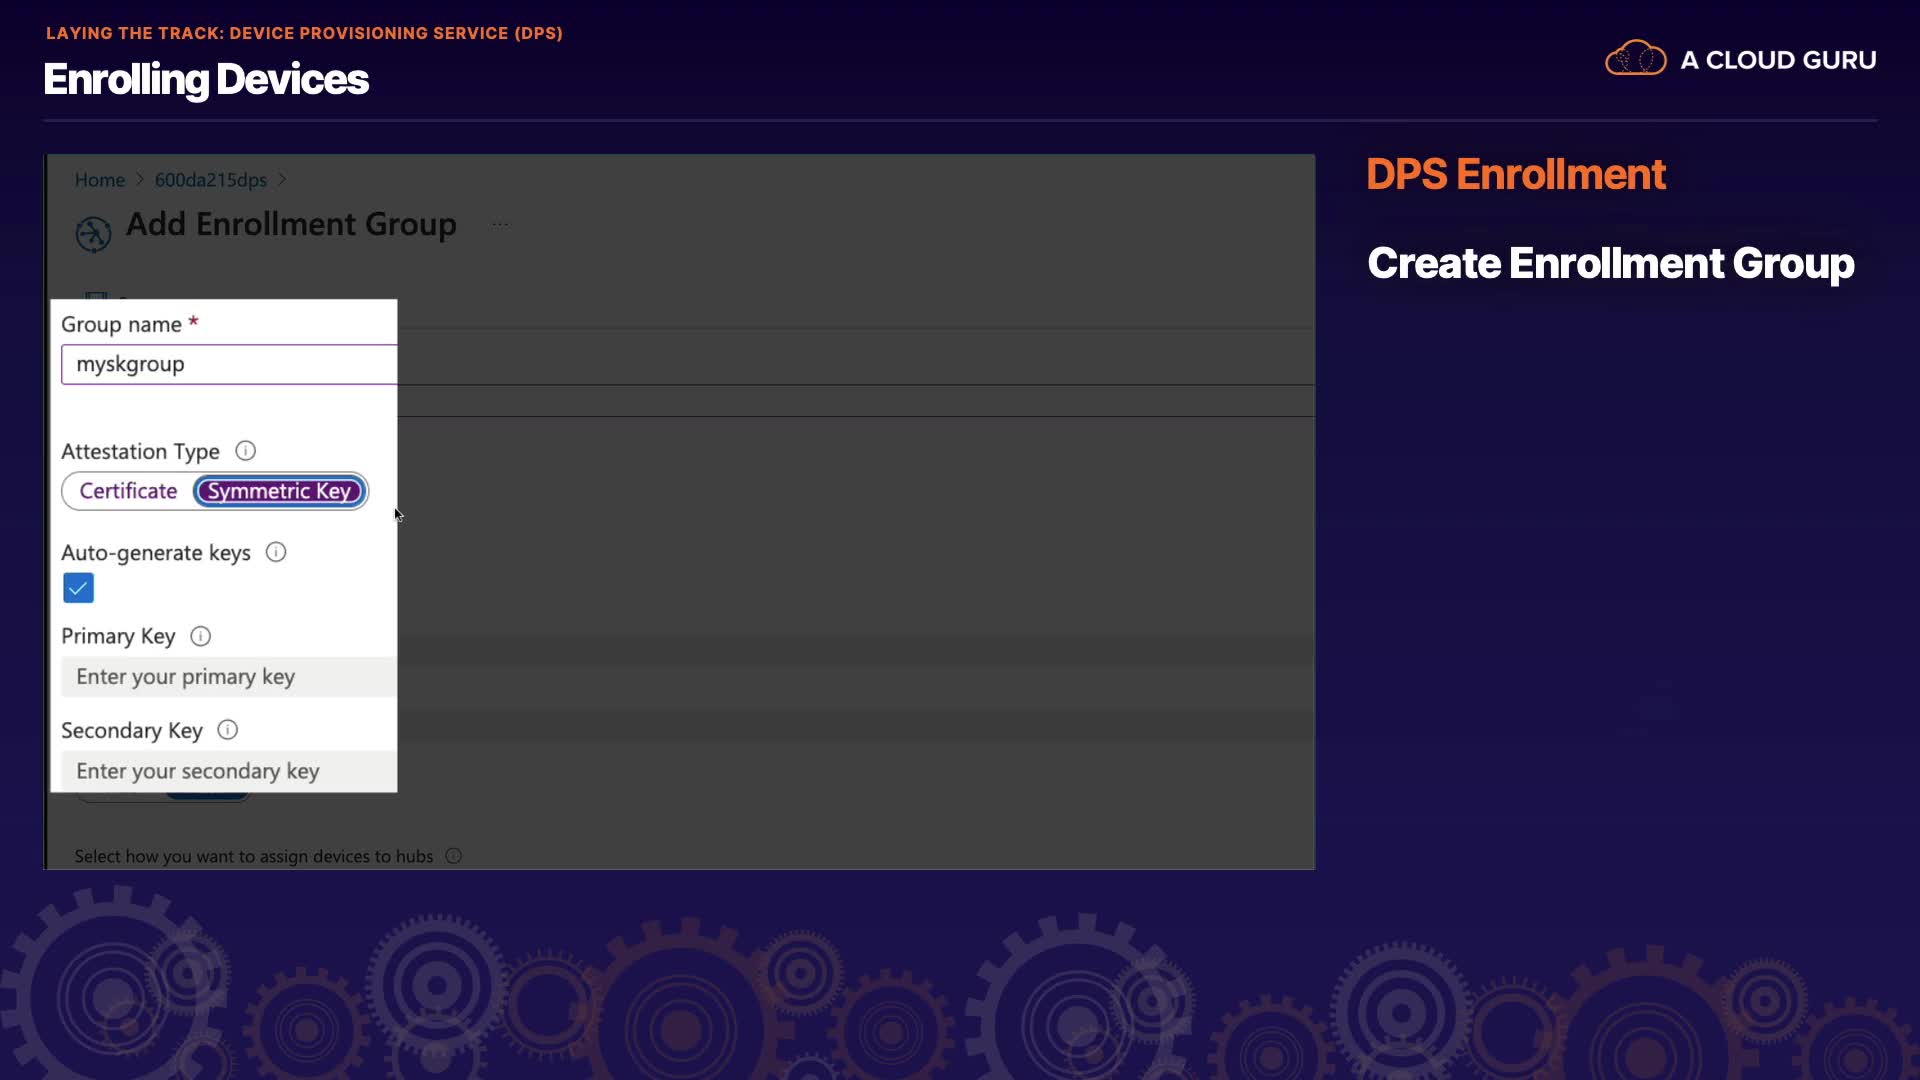 LAYING THE TRACK: DEVICE PROVISIONING SERVICE (DPS)
Enrolling Devices
A CLOUD GURU
Home > 600da215dps >
Add Enrollment Group ...
Group name *
myskgroup
Attestation Type
Certificate Symmetric Key
Auto-generate keys
Primary Key
Enter your primary key
Secondary Key
Enter your secondary key
Select how you want to assign devices to hubs
DPS Enrollment
Create Enrollment Group